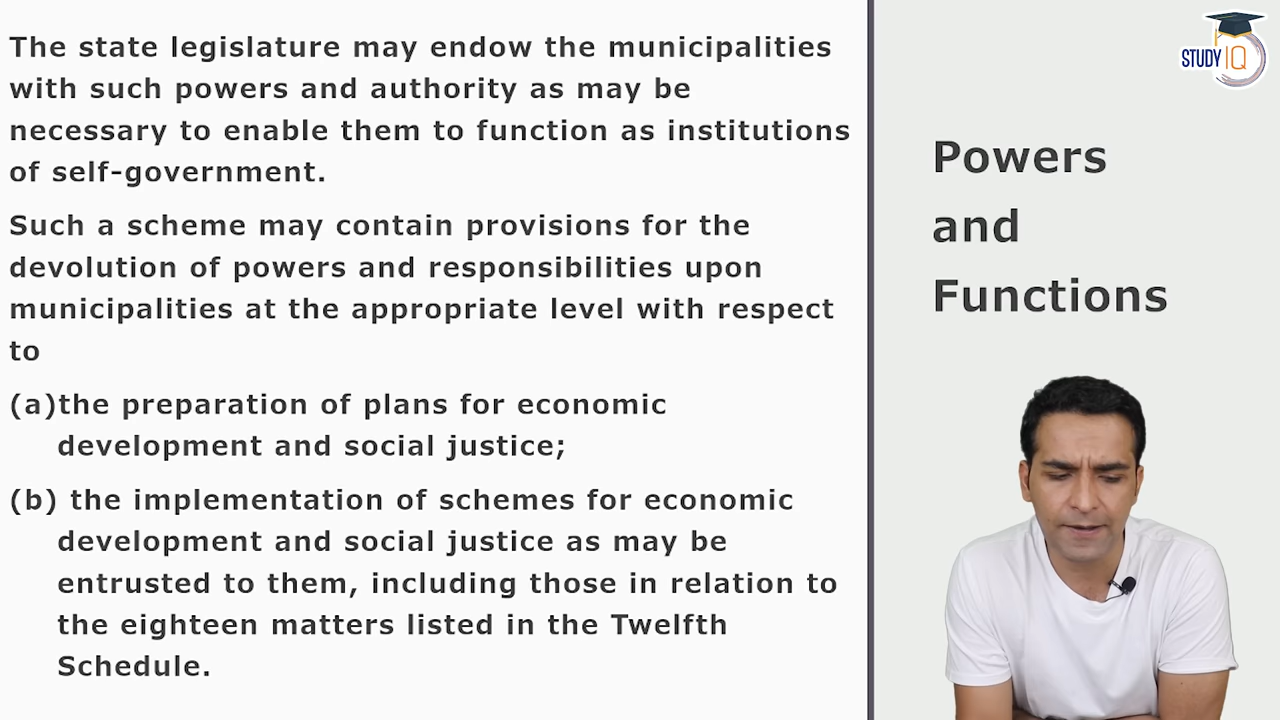 The state legislature may endow the municipalities
with such powers and authority as may be
necessary to enable them to function as institutions
of self-government.
Such a scheme may contain provisions for the
devolution of powers and responsibilities upon
municipalities at the appropriate level with respect
to
(a)the preparation of plans for economic
development and social justice;
(b) the implementation of schemes for economic
development and social justice as may be
entrusted to them, including those in relation to
the eighteen matters listed in the Twelfth
Schedule.
STUDY IQ
Powers
and
Functions